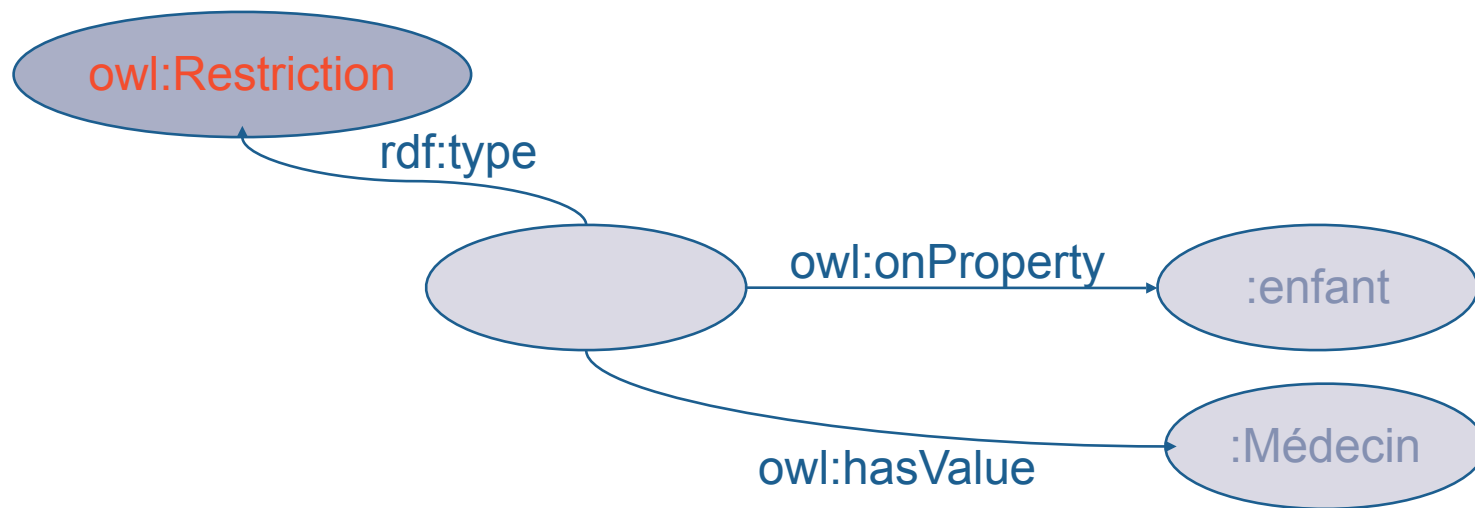 owl:Restriction
rdf:type
owl:onProperty
:enfant
:Médecin
owl:hasValue